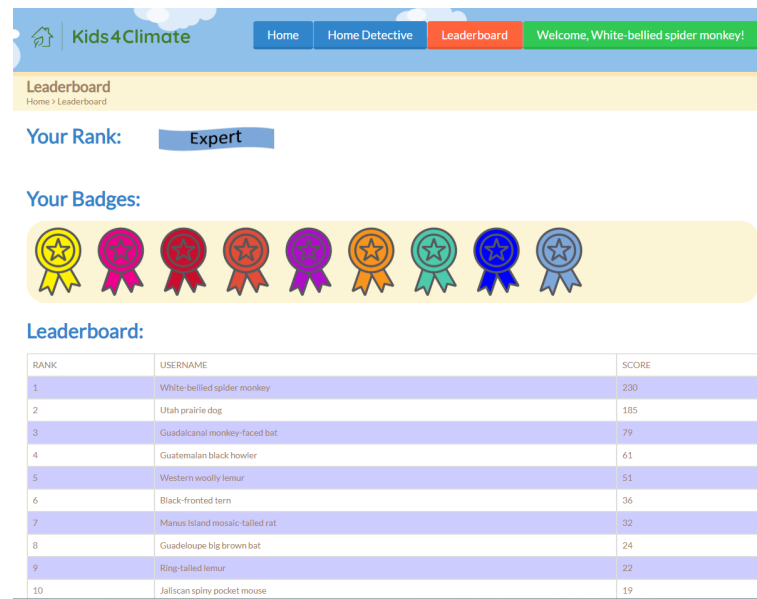 Kids4Climate
Home Home Detective Leaderboard Welcome, White-bellied spider monkey!
Leaderboard
Home > Leaderboard
Your Rank: Expert
Your Badges:
Leaderboard:
RANK USERNAME SCORE
1 White-bellied spider monkey 230
2 Utah prairie dog 185
3 Guadalcanal monkey-faced bat 79
4 Guatemalan black howler 61
5 Western woolly lemur 51
6 Black-fronted tern 36
7 Manus Island mosaic-tailed rat 32
8 Guadeloupe big brown bat 24
9 Ring-tailed lemur 22
10 Jaliscan spiny pocket mouse 19